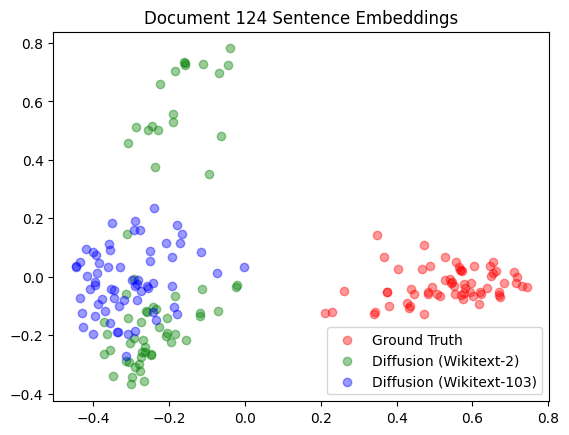 Document 124 Sentence Embeddings
0.8
0.6
0.4
0.2
0.0
−0.2
−0.4
Ground Truth
Diffusion (Wikitext-2)
Diffusion (Wikitext-103)
−0.4 −0.2 0.0 0.2 0.4 0.6 0.8